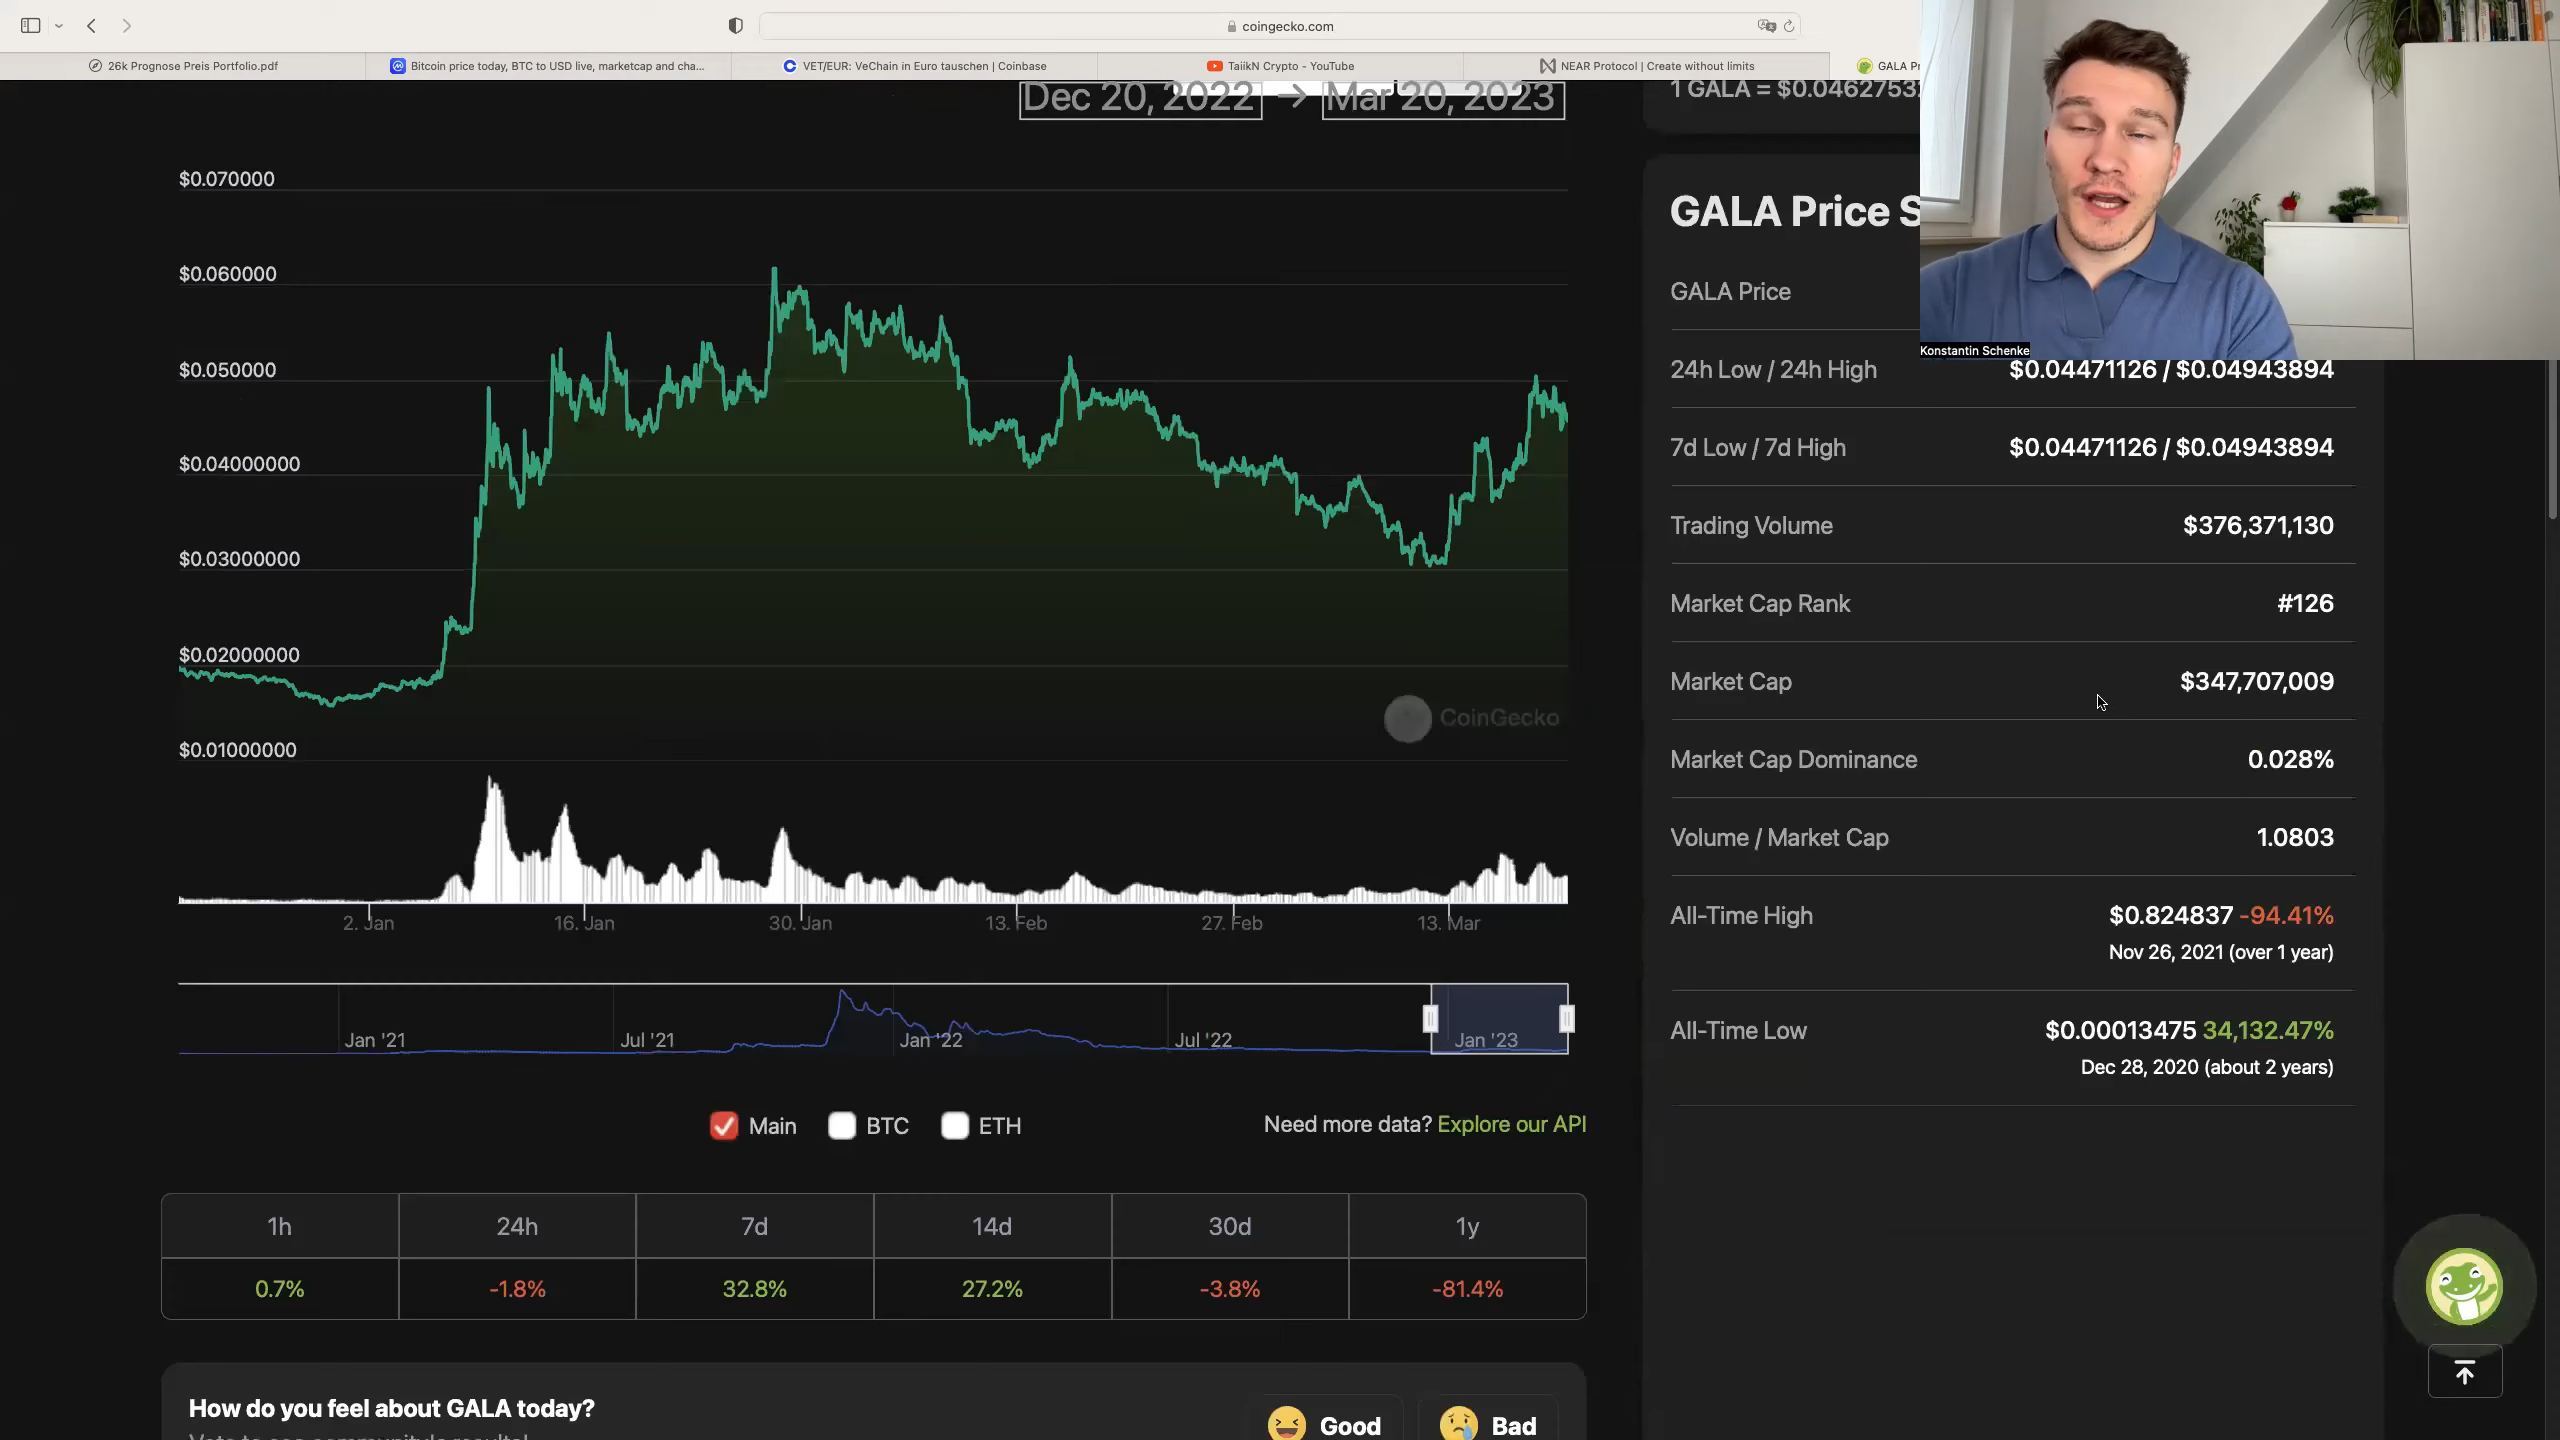 coingecko.com
26k Prognose Preis Portfolio.pdf
Bitcoin price today, BTC to USD live, marketcap and cha...
VET/EUR: VeChain in Euro tauschen | Coinbase
TaiikN Crypto - YouTube
NEAR Protocol | Create without limits
GALA Pr
Dec 20, 2022 → Mar 20, 2023
1 GALA = $0.0462753
$0.070000
$0.060000
$0.050000
$0.04000000
$0.03000000
$0.02000000
$0.01000000
CoinGecko
2. Jan
16. Jan
30. Jan
13. Feb
27. Feb
13. Mar
Jan '21
Jul '21
Jan '22
Jul '22
Jan '23
Main
BTC
ETH
Need more data? Explore our API
1h 24h 7d 14d 30d 1y
0.7% -1.8% 32.8% 27.2% -3.8% -81.4%
How do you feel about GALA today?
Good
Bad
GALA Price S
GALA Price
Konstantin Schenke
24h Low / 24h High $0.04471126 / $0.04943894
7d Low / 7d High $0.04471126 / $0.04943894
Trading Volume $376,371,130
Market Cap Rank #126
Market Cap $347,707,009
Market Cap Dominance 0.028%
Volume / Market Cap 1.0803
All-Time High $0.824837 -94.41%
Nov 26, 2021 (over 1 year)
All-Time Low $0.00013475 34,132.47%
Dec 28, 2020 (about 2 years)